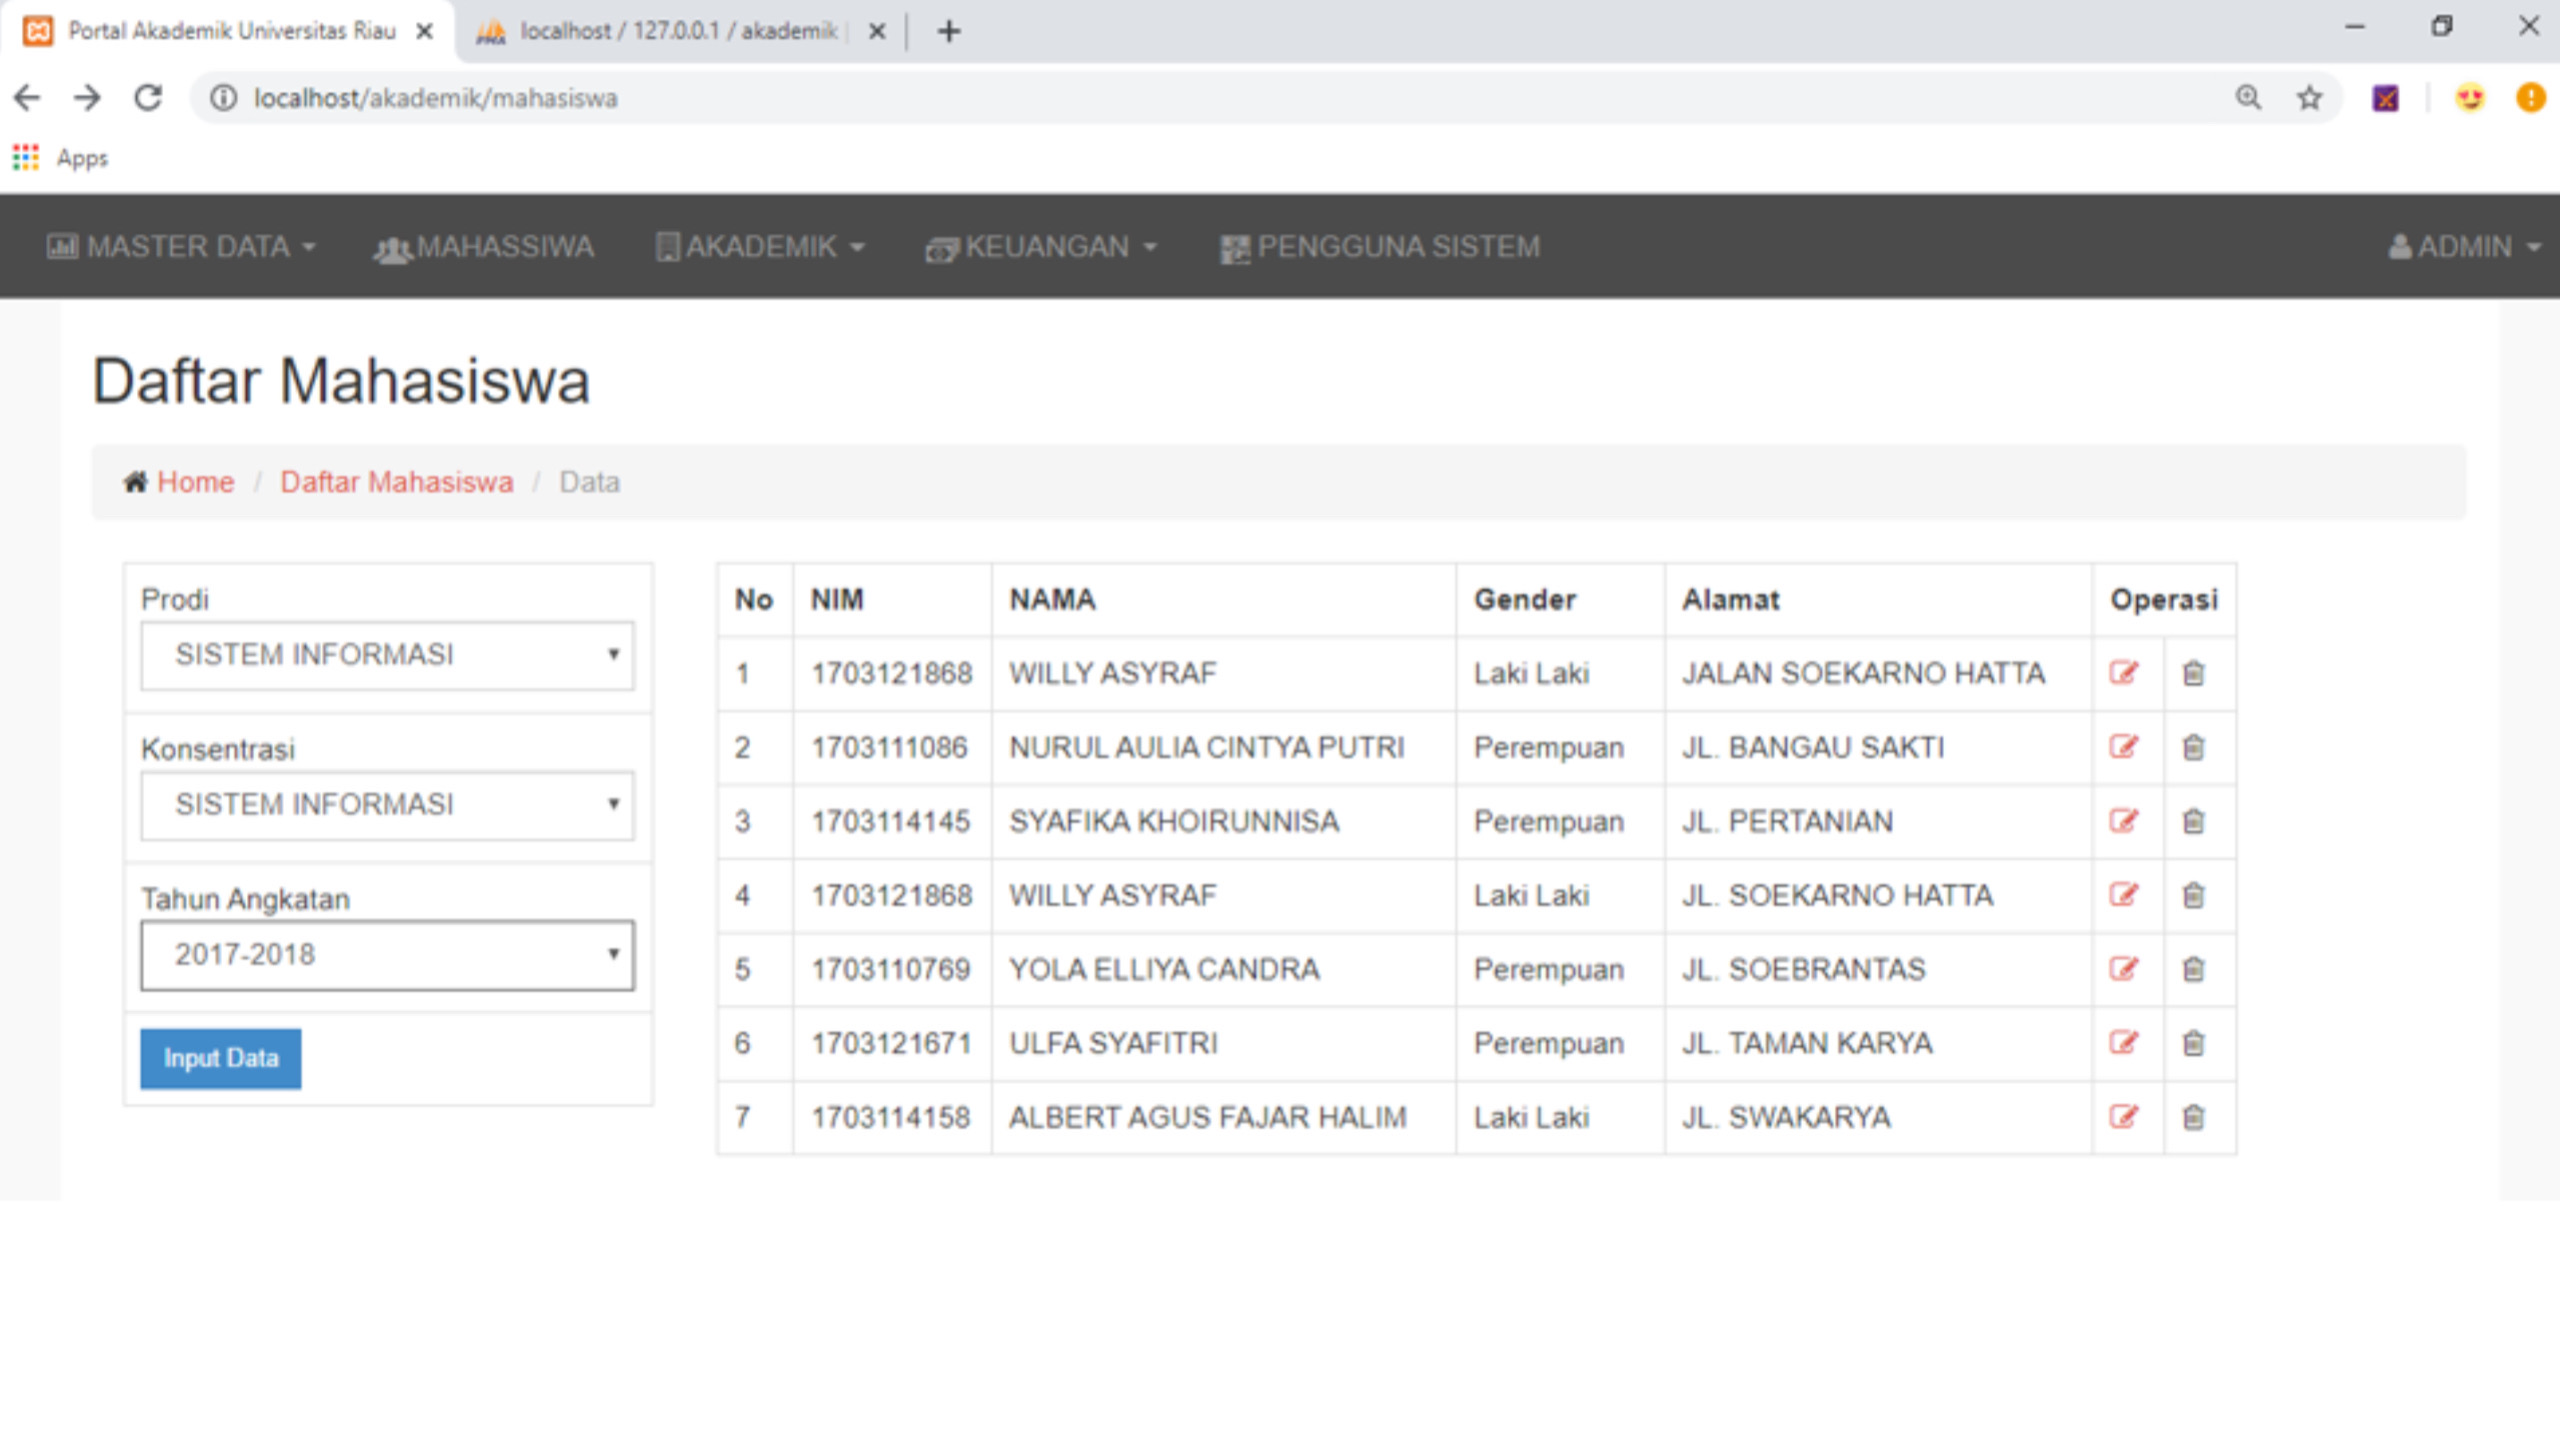 Portal Akademik Universitas Riau
localhost / 127.0.0.1 / akademik
localhost/akademik/mahasiswa
Apps
MASTER DATA MAHASSIWA AKADEMIK KEUANGAN PENGGUNA SISTEM ADMIN
Daftar Mahasiswa
Home / Daftar Mahasiswa / Data
Prodi
SISTEM INFORMASI
Konsentrasi
SISTEM INFORMASI
Tahun Angkatan
2017-2018
Input Data
No NIM NAMA Gender Alamat Operasi
1 1703121868 WILLY ASYRAF Laki Laki JALAN SOEKARNO HATTA
2 1703111086 NURUL AULIA CINTYA PUTRI Perempuan JL. BANGAU SAKTI
3 1703114145 SYAFIKA KHOIRUNNISA Perempuan JL. PERTANIAN
4 1703121868 WILLY ASYRAF Laki Laki JL. SOEKARNO HATTA
5 1703110769 YOLA ELLIYA CANDRA Perempuan JL. SOEBRANTAS
6 1703121671 ULFA SYAFITRI Perempuan JL. TAMAN KARYA
7 1703114158 ALBERT AGUS FAJAR HALIM Laki Laki JL. SWAKARYA